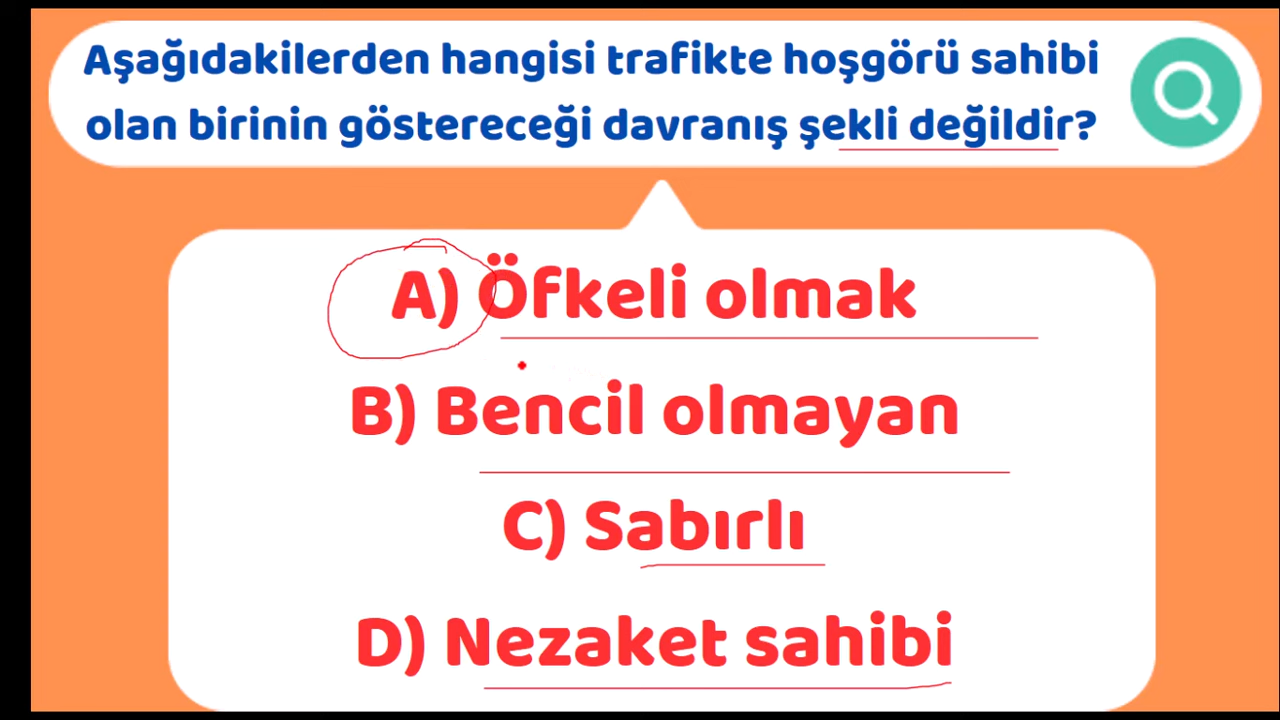 Aşağıdakilerden hangisi trafikte hoşgörü sahibi
olan birinin göstereceği davranış şekli değildir?
A) Öfkeli olmak
B) Bencil olmayan
C) Sabırlı
D) Nezaket sahibi